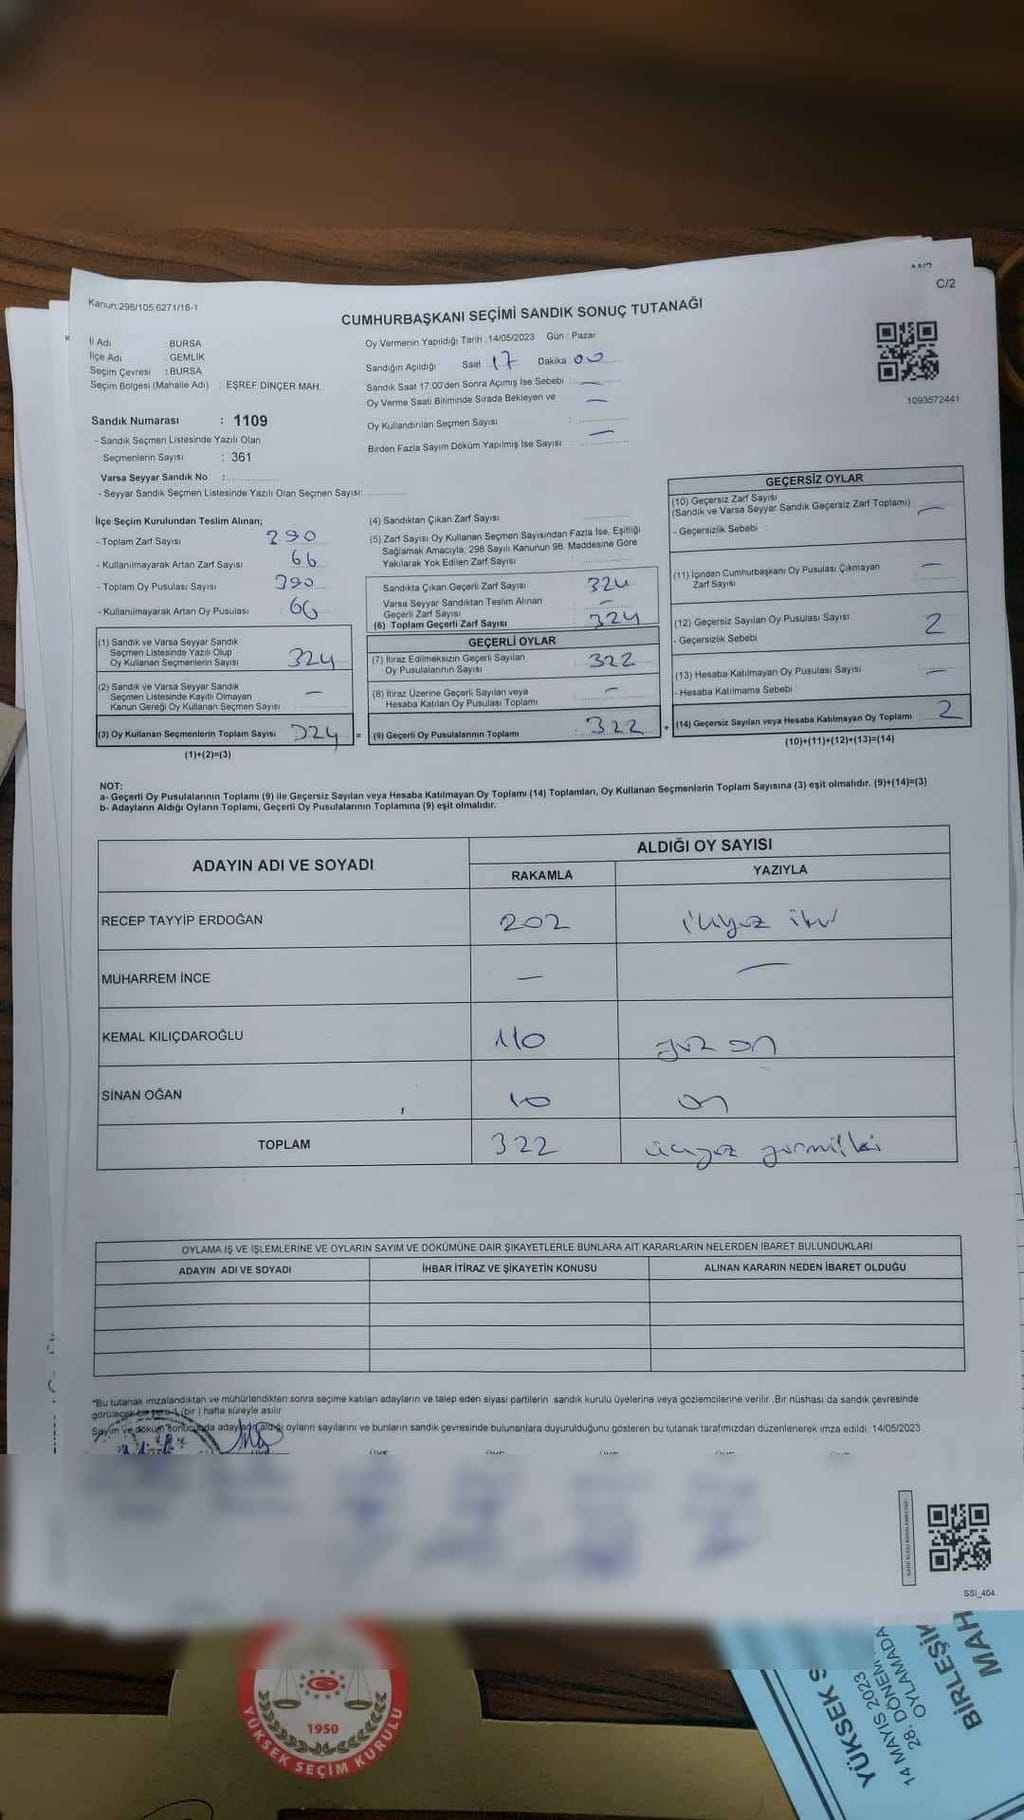 C/2
Kanun:298/105;6271/18-1
CUMHURBAŞKANI SEÇİMİ SANDIK SONUÇ TUTANAĞI
İl Adı : BURSA
İlçe Adı : GEMLİK
Seçim Çevresi : BURSA
Seçim Bölgesi (Mahalle Adı) : EŞREF DİNÇER MAH.
Oy Vermenin Yapıldığı Tarih : 14/05/2023 Gün : Pazar
Sandığın Açıldığı Saat 17 Dakika : 00
Sandık Saat 17:00'den Sonra Açımış İse Sebebi : —
Oy Verme Saati Bitiminde Sırada Bekleyen ve —
Oy Kullandırılan Seçmen Sayısı :
Birden Fazla Sayım Döküm Yapılmış İse Sayısı —
1093572441
Sandık Numarası : 1109
- Sandık Seçmen Listesinde Yazılı Olan
Seçmenlerin Sayısı : 361
Varsa Seyyar Sandık No :
- Seyyar Sandık Seçmen Listesinde Yazılı Olan Seçmen Sayısı:
İlçe Seçim Kurulundan Teslim Alınan;
- Toplam Zarf Sayısı
- Kullanılmayarak Artan Zarf Sayısı 66
- Toplam Oy Pusulası Sayısı 390
- Kullanılmayarak Artan Oy Pusulası 66
(1) Sandık ve Varsa Seyyar Sandık
Seçmen Listesinde Yazılı Olup
Oy Kullanan Seçmenlerin Sayısı 324
(2) Sandık ve Varsa Seyyar Sandık
Seçmen Listesinde Kayıtlı Olmayan
Kanun Gereği Oy Kullanan Seçmen Sayısı —
(3) Oy Kullanan Seçmenlerin Toplam Sayısı 324 =
(1)+(2)=(3)
(4) Sandıktan Çıkan Zarf Sayısı
(5) Zarf Sayısı Oy Kullanan Seçmen Sayısından Fazla İse, Eşitliği
Sağlamak Amacıyla, 298 Sayılı Kanunun 98. Maddesine Göre
Yakılarak Yok Edilen Zarf Sayısı
Sandıkta Çıkan Geçerli Zarf Sayısı 324
Varsa Seyyar Sandıktan Teslim Alınan
Geçerli Zarf Sayısı —
(6) Toplam Geçerli Zarf Sayısı 324
GEÇERLİ OYLAR
(7) İtiraz Edilmeksizin Geçerli Sayılan
Oy Pusulalarının Sayısı 322
(8) İtiraz Üzerine Geçerli Sayılan veya
Hesaba Katılan Oy Pusulası Toplamı —
(9) Geçerli Oy Pusulalarının Toplamı : 322 +
GEÇERSİZ OYLAR
(10) Geçersiz Zarf Sayısı
(Sandık ve Varsa Seyyar Sandık Geçersiz Zarf Toplamı) —
- Geçersizlik Sebebi :
(11) İçinden Cumhurbaşkanı Oy Pusulası Çıkmayan
Zarf Sayısı —
(12) Geçersiz Sayılan Oy Pusulası Sayısı 2
- Geçersizlik Sebebi
(13) Hesaba Katılmayan Oy Pusulası Sayısı —
- Hesaba Katılmama Sebebi
(14) Geçersiz Sayılan veya Hesaba Katılmayan Oy Toplamı 2
(10)+(11)+(12)+(13)=(14)
NOT:
a- Geçerli Oy Pusulalarının Toplamı (9) ile Geçersiz Sayılan veya Hesaba Katılmayan Oy Toplamı (14) Toplamları, Oy Kullanan Seçmenlerin Toplam Sayısına (3) eşit olmalıdır. (9)+(14)=(3)
b- Adayların Aldığı Oyların Toplamı, Geçerli Oy Pusulalarının Toplamına (9) eşit olmalıdır.
ADAYIN ADI VE SOYADI
ALDIĞI OY SAYISI
RAKAMLA YAZIYLA
RECEP TAYYİP ERDOĞAN 202 ikiyüz iki
MUHARREM İNCE — —
KEMAL KILIÇDAROĞLU 110 yüz on
SİNAN OĞAN 10 on
TOPLAM 322 üçyüz yirmiiki
OYLAMA İŞ VE İŞLEMLERİNE VE OYLARIN SAYIM VE DÖKÜMÜNE DAİR ŞİKAYETLERLE BUNLARA AİT KARARLARIN NELERDEN İBARET BULUNDUKLARI
ADAYIN ADI VE SOYADI İHBAR İTİRAZ VE ŞİKAYETİN KONUSU ALINAN KARARIN NEDEN İBARET OLDUĞU
*Bu tutanak imzalandıktan ve mühürlendikten sonra seçime katılan adayların ve talep eden siyasi partilerin sandık kurulu üyelerine veya gözlemcilerine verilir. Bir nüshası da sandık çevresinde
görülecek bir yere 1 (bir ) hafta süreyle asılır
Sayım ve döküm sonucunda adayların aldığı oyların sayılarını ve bunların sandık çevresinde bulunanlara duyurulduğunu gösteren bu tutanak tarafımızdan düzenlenerek imza edildi. 14/05/2023
SSI_404
1950
YÜKSEK SEÇİM KURULU
YÜKSEK S
14 MAYIS 2023
28. DÖNEM
OYLAMADA
BİRLEŞİK
MAH